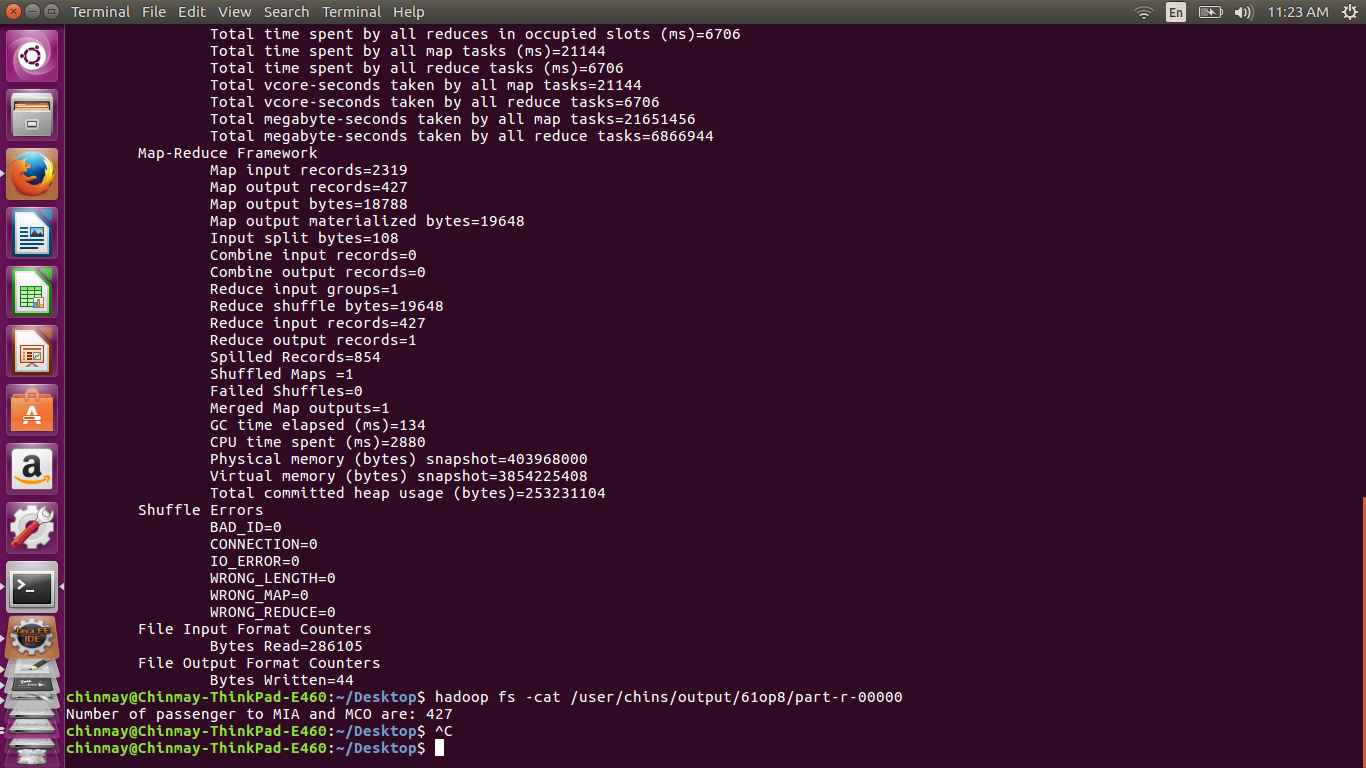 Terminal File Edit View Search Terminal Help En 11:23 AM
Total time spent by all reduces in occupied slots (ms)=6706
Total time spent by all map tasks (ms)=21144
Total time spent by all reduce tasks (ms)=6706
Total vcore-seconds taken by all map tasks=21144
Total vcore-seconds taken by all reduce tasks=6706
Total megabyte-seconds taken by all map tasks=21651456
Total megabyte-seconds taken by all reduce tasks=6866944
Map-Reduce Framework
Map input records=2319
Map output records=427
Map output bytes=18788
Map output materialized bytes=19648
Input split bytes=108
Combine input records=0
Combine output records=0
Reduce input groups=1
Reduce shuffle bytes=19648
Reduce input records=427
Reduce output records=1
Spilled Records=854
Shuffled Maps =1
Failed Shuffles=0
Merged Map outputs=1
GC time elapsed (ms)=134
CPU time spent (ms)=2880
Physical memory (bytes) snapshot=403968000
Virtual memory (bytes) snapshot=3854225408
Total committed heap usage (bytes)=253231104
Shuffle Errors
BAD_ID=0
CONNECTION=0
IO_ERROR=0
WRONG_LENGTH=0
WRONG_MAP=0
WRONG_REDUCE=0
File Input Format Counters
Bytes Read=286105
File Output Format Counters
Bytes Written=44
chinmay@Chinmay-ThinkPad-E460:~/Desktop$ hadoop fs -cat /user/chins/output/61op8/part-r-00000
Number of passenger to MIA and MCO are: 427
chinmay@Chinmay-ThinkPad-E460:~/Desktop$ ^C
chinmay@Chinmay-ThinkPad-E460:~/Desktop$
a
>_
Java EE
IDE